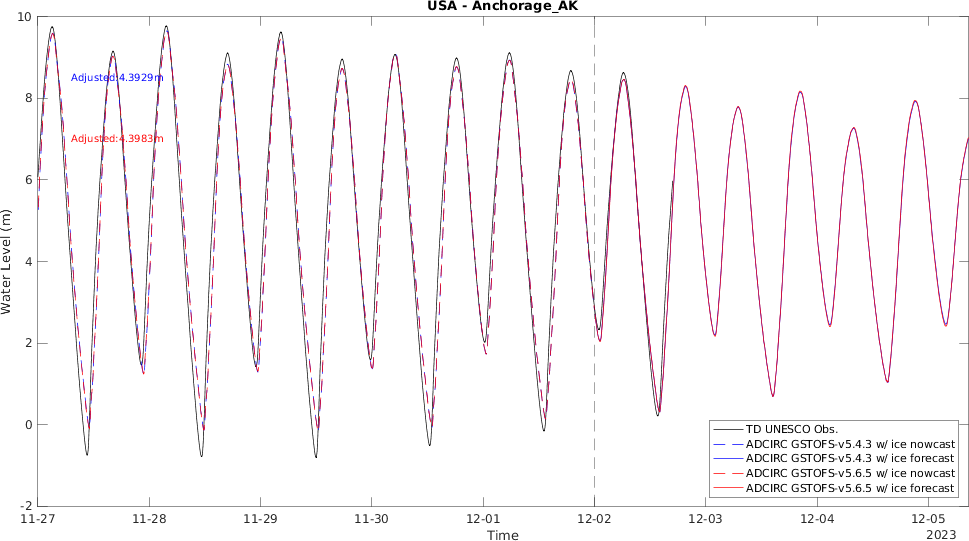 USA - Anchorage_AK
10
8
6
4
2
0
-2
Water Level (m)
Adjusted:4.3929m
Adjusted:4.3983m
TD UNESCO Obs.
ADCIRC GSTOFS-v5.4.3 w/ ice nowcast
ADCIRC GSTOFS-v5.4.3 w/ ice forecast
ADCIRC GSTOFS-v5.6.5 w/ ice nowcast
ADCIRC GSTOFS-v5.6.5 w/ ice forecast
11-27 11-28 11-29 11-30 12-01 12-02 12-03 12-04 12-05
Time
2023